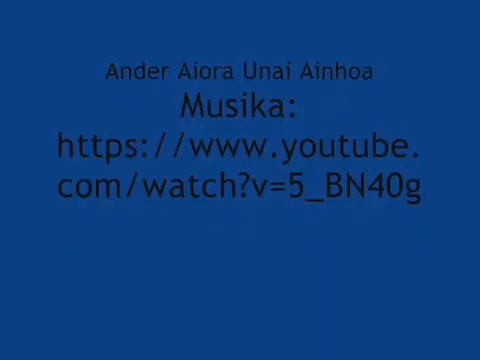 Ander Aiora Unai Ainhoa
Musika:
https://www.youtube.
com/watch?v=5_BN40g